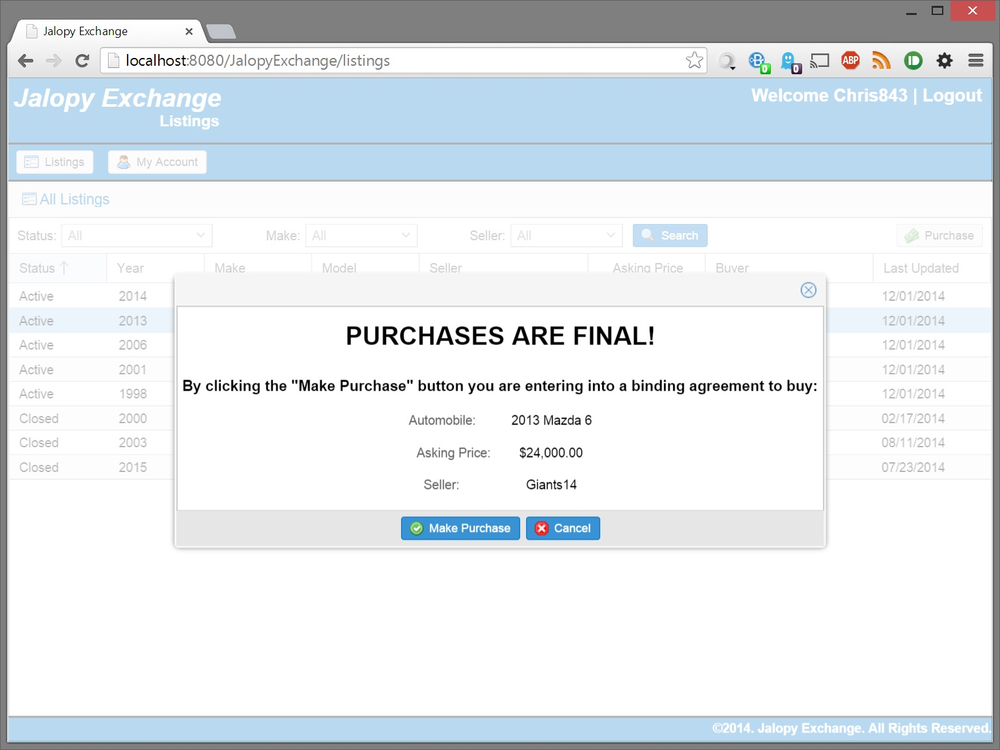 Jalopy Exchange
localhost:8080/JalopyExchange/listings
0
0
ABP
Jalopy Exchange
Welcome Chris843 | Logout
Listings
Listings
My Account
All Listings
Status: All Make: All Seller: All Search Purchase
Status Year Make Model Seller Asking Price Buyer Last Updated
Active 2014 12/01/2014
Active 2013 12/01/2014
Active 2006 12/01/2014
Active 2001 12/01/2014
Active 1998 12/01/2014
Closed 2000 02/17/2014
Closed 2003 08/11/2014
Closed 2015 07/23/2014
PURCHASES ARE FINAL!
By clicking the "Make Purchase" button you are entering into a binding agreement to buy:
Automobile: 2013 Mazda 6
Asking Price: $24,000.00
Seller: Giants14
Make Purchase
Cancel
©2014. Jalopy Exchange. All Rights Reserved.